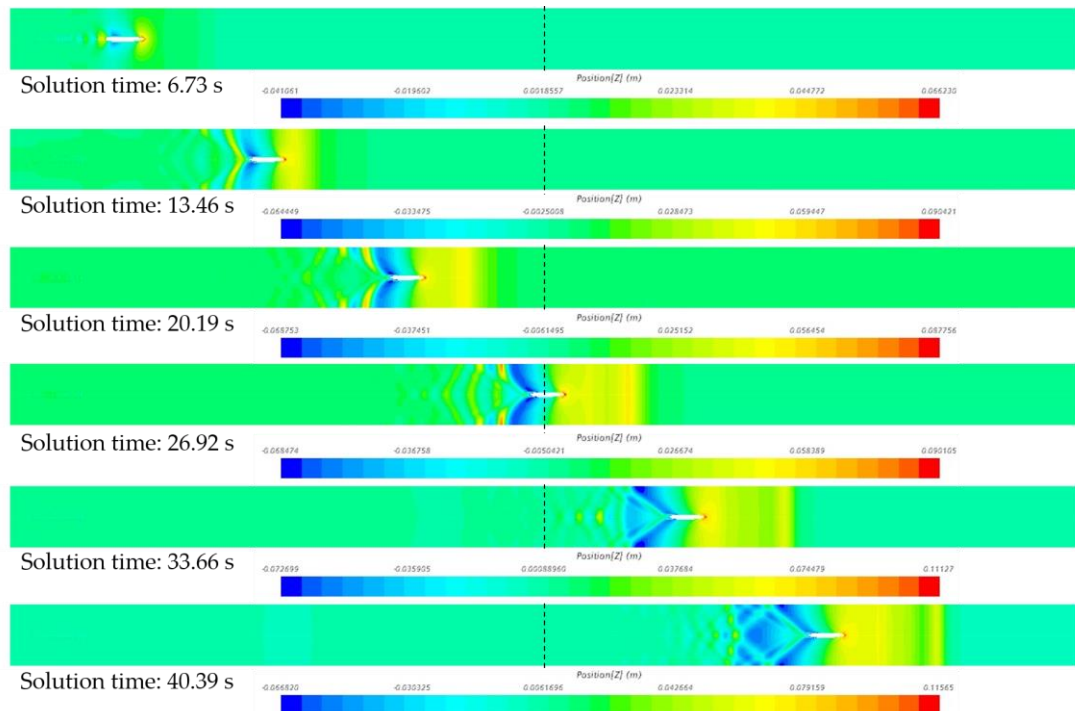 Solution time: 6.73 s
Position[Z] (m)
-0.041061 -0.019602 0.0018557 0.023314 0.044772 0.066230
Solution time: 13.46 s
Position[Z] (m)
-0.064449 -0.033475 -0.0025008 0.028473 0.059447 0.090421
Solution time: 20.19 s
Position[Z] (m)
-0.068753 -0.037451 -0.0061495 0.025152 0.056454 0.087756
Solution time: 26.92 s
Position[Z] (m)
-0.068474 -0.036758 -0.0050421 0.026674 0.058389 0.090105
Solution time: 33.66 s
Position[Z] (m)
-0.072699 -0.035905 0.00088960 0.037684 0.074479 0.11127
Solution time: 40.39 s
Position[Z] (m)
-0.066820 -0.030325 0.0061696 0.042664 0.079159 0.11565